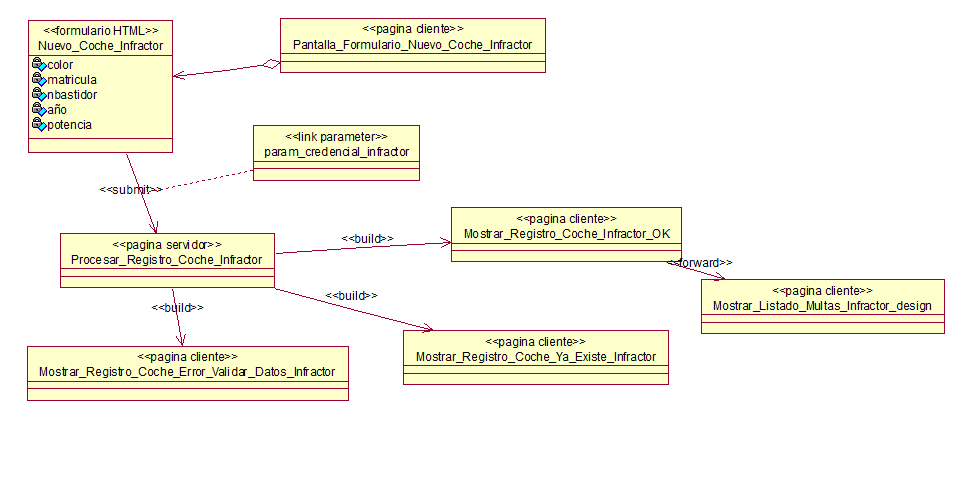 <<formulario HTML>>
Nuevo_Coche_Infractor
color
matricula
nbastidor
año
potencia
<<pagina cliente>>
Pantalla_Formulario_Nuevo_Coche_Infractor
<<link parameter>>
param_credencial_infractor
<<submit>>
<<pagina servidor>>
Procesar_Registro_Coche_Infractor
<<build>>
<<pagina cliente>>
Mostrar_Registro_Coche_Infractor_OK
<<forward>>
<<pagina cliente>>
Mostrar_Listado_Multas_Infractor_design
<<build>>
<<build>>
<<pagina cliente>>
Mostrar_Registro_Coche_Ya_Existe_Infractor
<<pagina cliente>>
Mostrar_Registro_Coche_Error_Validar_Datos_Infractor